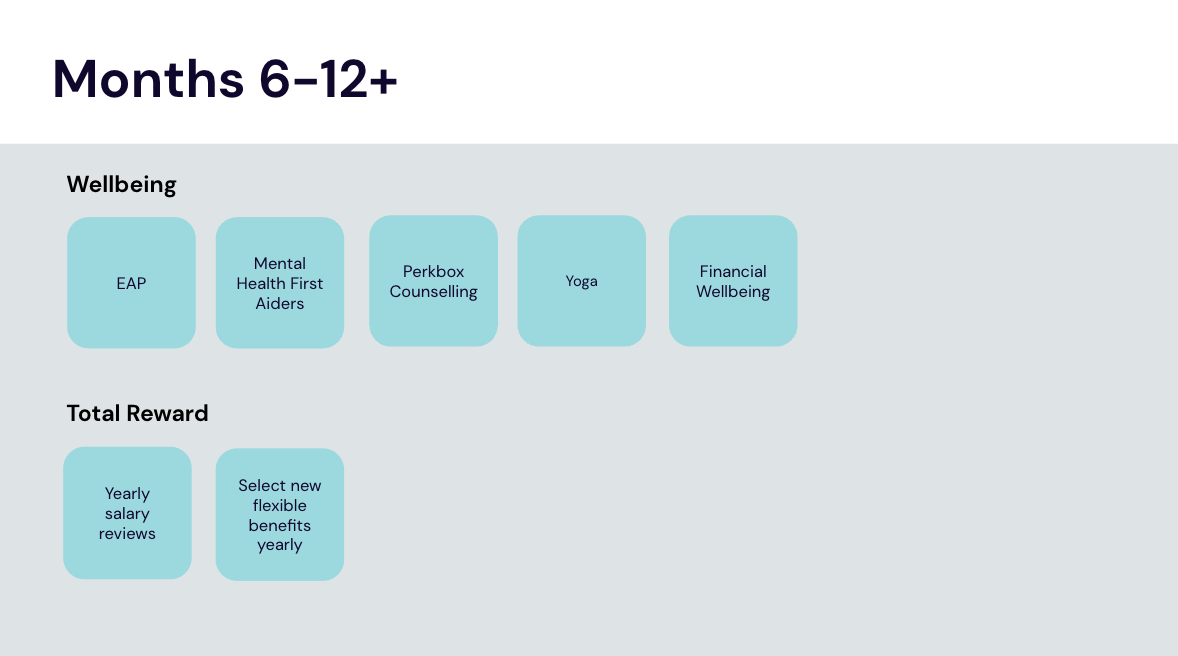 Months 6-12+
Wellbeing
EAP
Mental
Health First
Aiders
Perkbox
Counselling
Yoga
Financial
Wellbeing
Total Reward
Yearly
salary
reviews
Select new
flexible
benefits
yearly